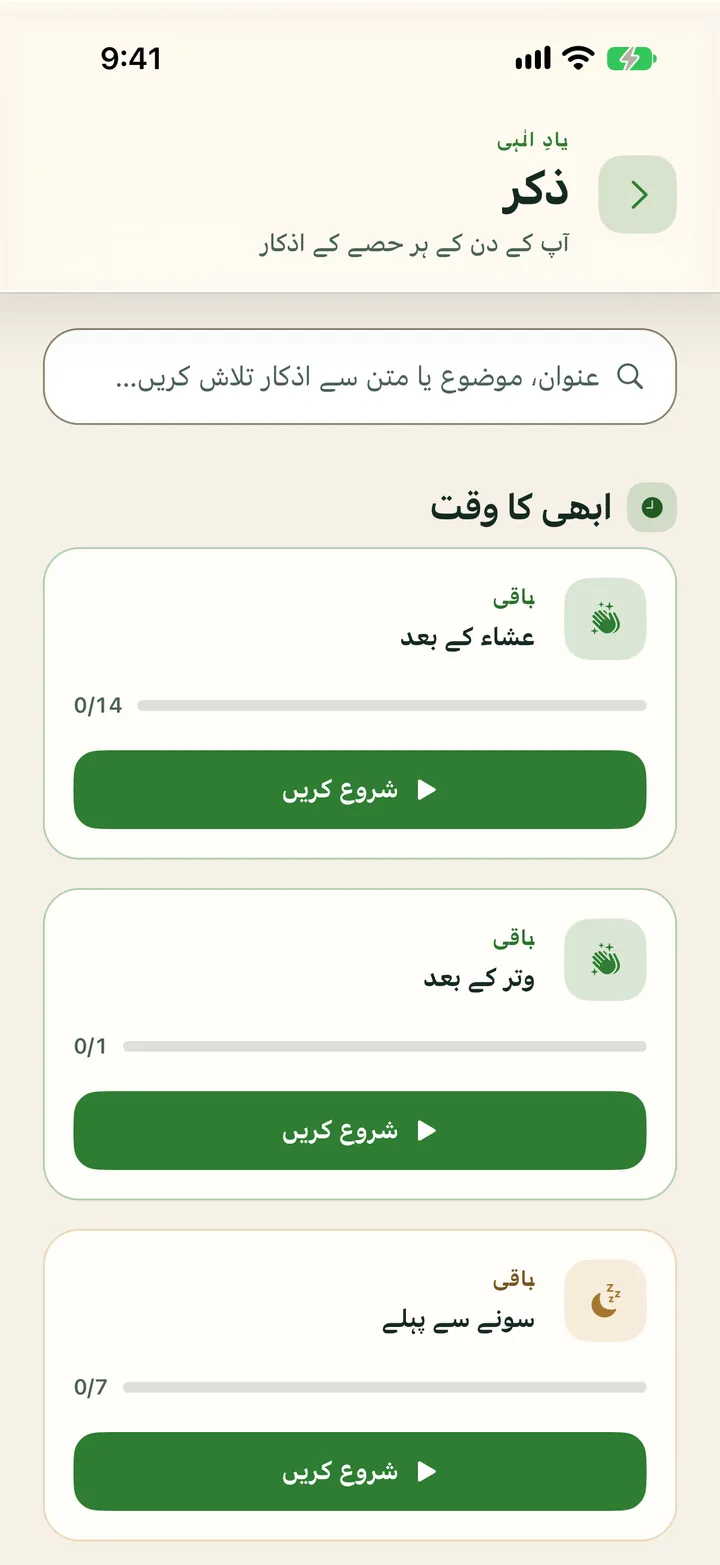 9:41
یادِ الٰہی
ذکر
آپ کے دن کے ہر حصے کے اذکار
عنوان، موضوع یا متن سے اذکار تلاش کریں...
ابھی کا وقت
باقی
عشاء کے بعد
0/14
شروع کریں
باقی
وتر کے بعد
0/1
شروع کریں
باقی
سونے سے پہلے
0/7
شروع کریں